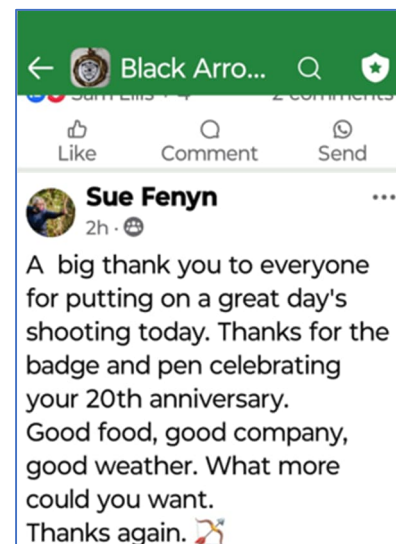 Black Arro...
2 comments
Like Comment Send
Sue Fenyn
2h ·
A big thank you to everyone
for putting on a great day's
shooting today. Thanks for the
badge and pen celebrating
your 20th anniversary.
Good food, good company,
good weather. What more
could you want.
Thanks again. 🏹